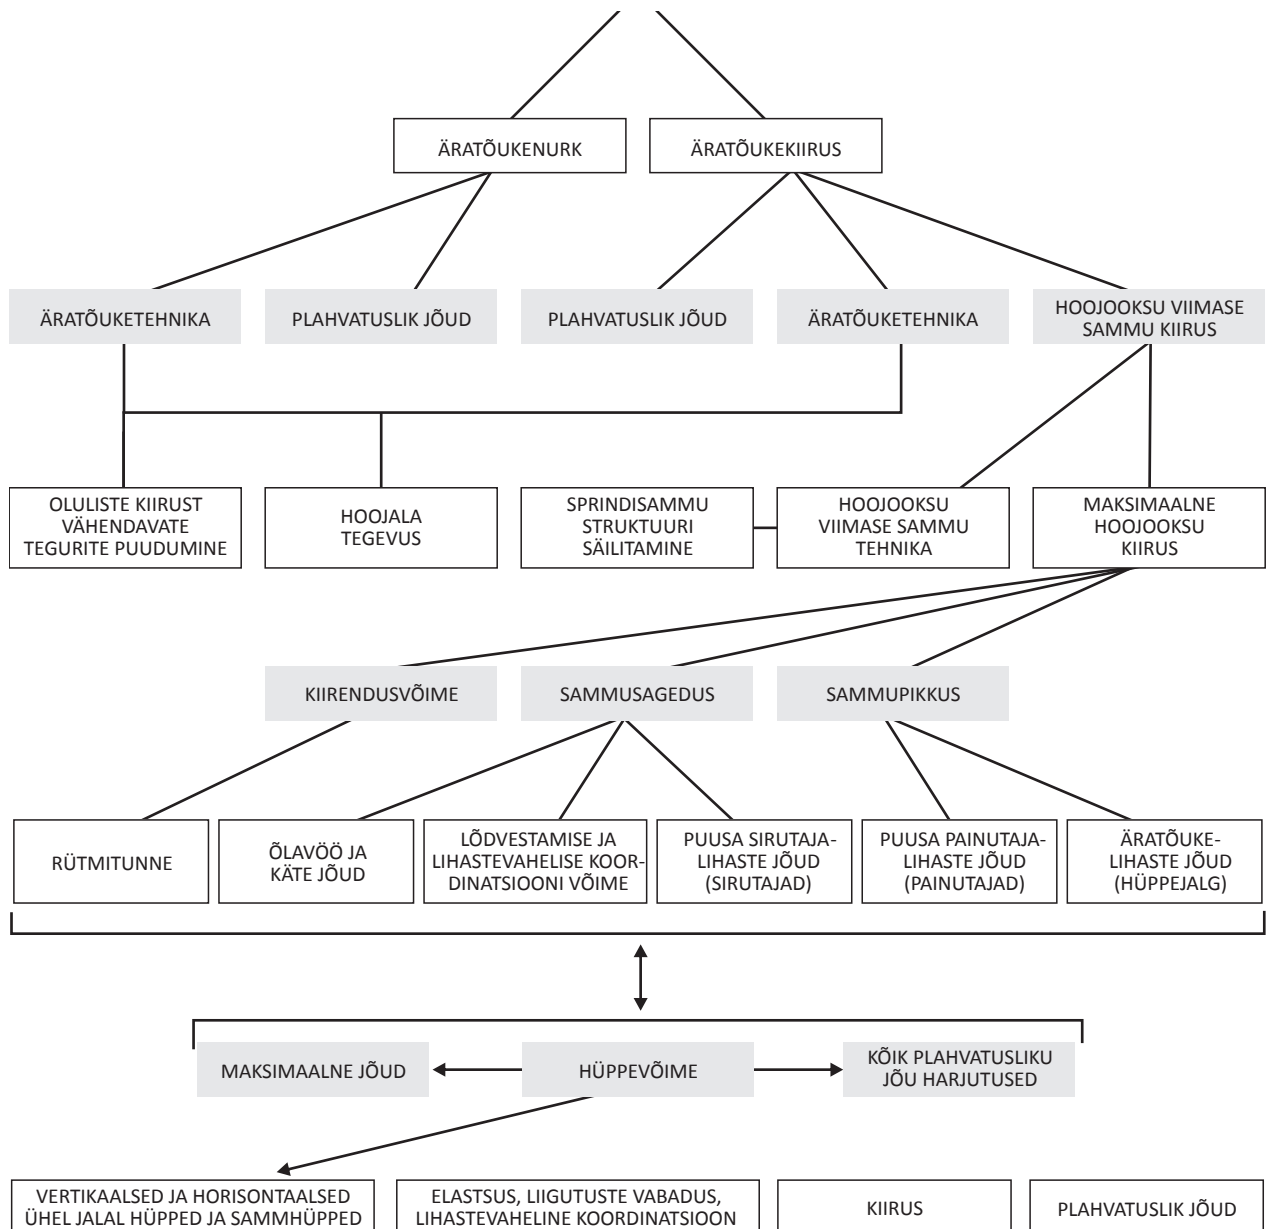 ÄRATÕUKENURK
ÄRATÕUKEKIIRUS
ÄRATÕUKETEHNIKA
PLAHVATUSLIK JÕUD
PLAHVATUSLIK JÕUD
ÄRATÕUKETEHNIKA
HOOJOOKSU VIIMASE
SAMMU KIIRUS
OLULISTE KIIRUST
VÄHENDAVATE
TEGURITE PUUDUMINE
HOOJALA
TEGEVUS
SPRINDISAMMU
STRUKTUURI
SÄILITAMINE
HOOJOOKSU
VIIMASE SAMMU
TEHNIKA
MAKSIMAALNE
HOOJOOKSU
KIIRUS
KIIRENDUSVÕIME
SAMMUSAGEDUS
SAMMUPIKKUS
RÜTMITUNNE
ÕLAVÖÖ JA
KÄTE JÕUD
LÕDVESTAMISE JA
LIHASTEVAHELISE KOOR-
DINATSIOONI VÕIME
PUUSA SIRUTAJA-
LIHASTE JÕUD
(SIRUTAJAD)
PUUSA PAINUTAJA-
LIHASTE JÕUD
(PAINUTAJAD)
ÄRATÕUKE-
LIHASTE JÕUD
(HÜPPEJALG)
MAKSIMAALNE JÕUD
HÜPPEVÕIME
KÕIK PLAHVATUSLIKU
JÕU HARJUTUSED
VERTIKAALSED JA HORISONTAALSED
ÜHEL JALAL HÜPPED JA SAMMHÜPPED
ELASTSUS, LIIGUTUSTE VABADUS,
LIHASTEVAHELINE KOORDINATSIOON
KIIRUS
PLAHVATUSLIK JÕUD